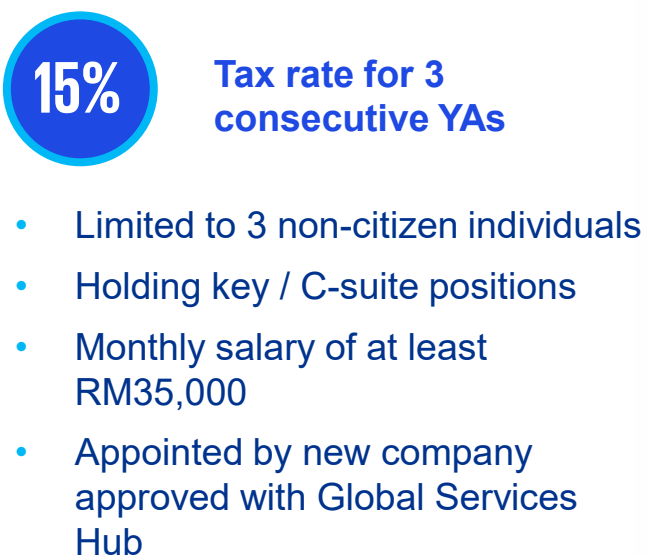 15%
Tax rate for 3
consecutive YAs
• Limited to 3 non-citizen individuals
• Holding key / C-suite positions
• Monthly salary of at least
RM35,000
• Appointed by new company
approved with Global Services
Hub